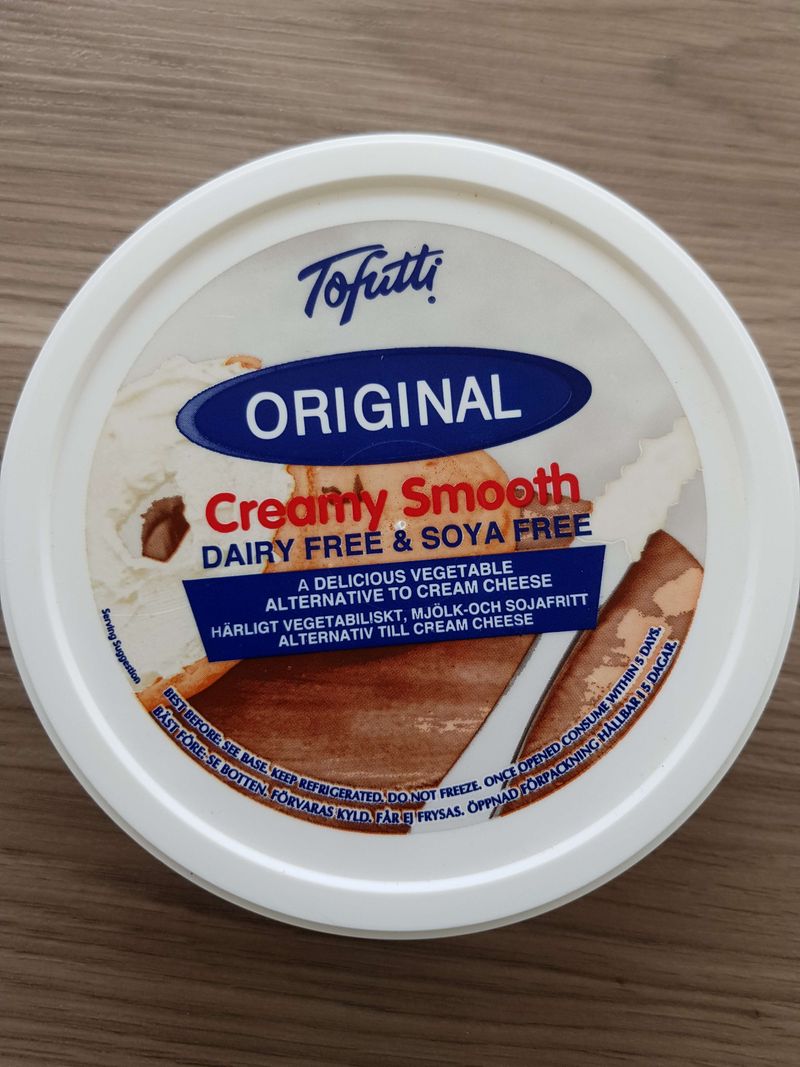 Tofutti
ORIGINAL
Creamy Smooth
DAIRY FREE & SOYA FREE
A DELICIOUS VEGETABLE
ALTERNATIVE TO CREAM CHEESE
HÄRLIGT VEGETABILISKT, MJÖLK-OCH SOJAFRITT
ALTERNATIV TILL CREAM CHEESE
Serving Suggestion
BEST BEFORE: SEE BASE. KEEP REFRIGERATED. DO NOT FREEZE. ONCE OPENED CONSUME WITHIN 5 DAYS.
BÄST FÖRE: SE BOTTEN. FÖRVARAS KYLD. FÅR EJ FRYSAS. ÖPPNAD FÖRPACKNING HÅLLBAR I 5 DAGAR.